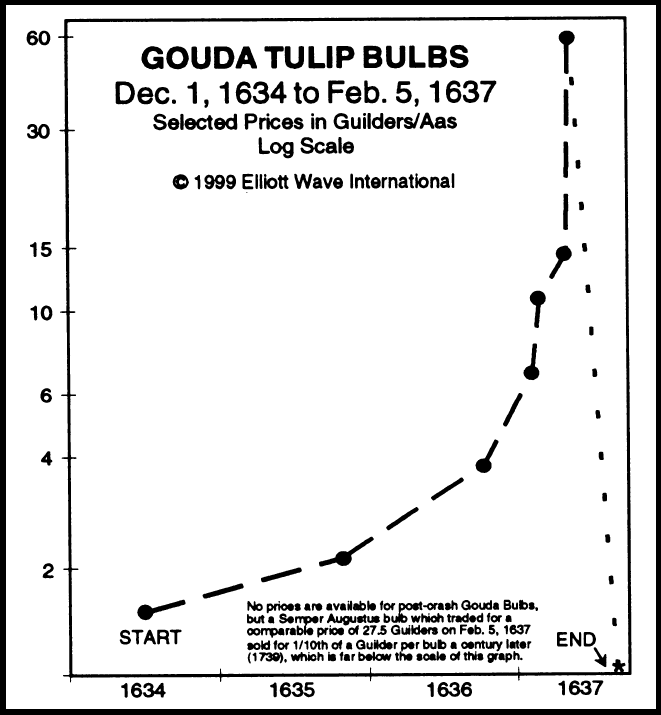 GOUDA TULIP BULBS
Dec. 1, 1634 to Feb. 5, 1637
Selected Prices in Guilders/Aas
Log Scale
© 1999 Elliott Wave International
60
30
15
10
6
4
2
START
No prices are available for post-crash Gouda Bulbs,
but a Semper Augustus bulb which traded for a
comparable price of 27.5 Guilders on Feb. 5, 1637
sold for 1/10th of a Guilder per bulb a century later
(1739), which is far below the scale of this graph.
END
*
1634
1635
1636
1637